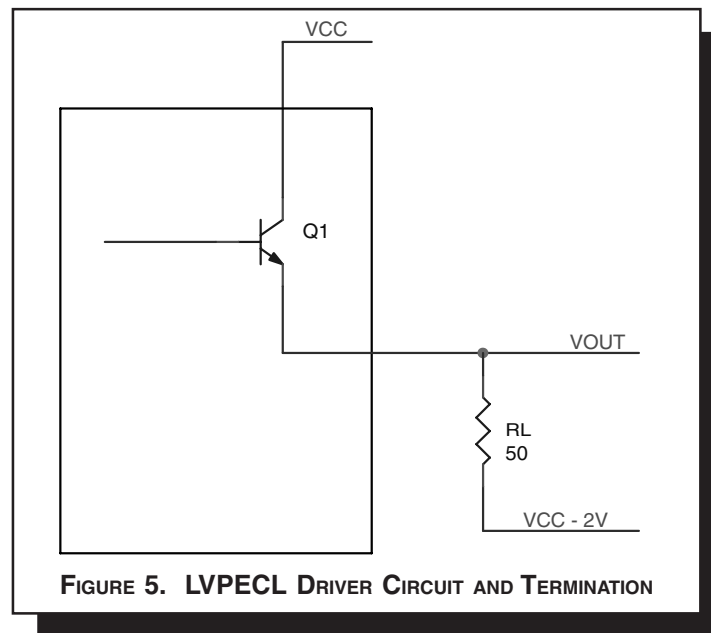 VCC
Q1
VOUT
RL
50
VCC - 2V
FIGURE 5. LVPECL DRIVER CIRCUIT AND TERMINATION